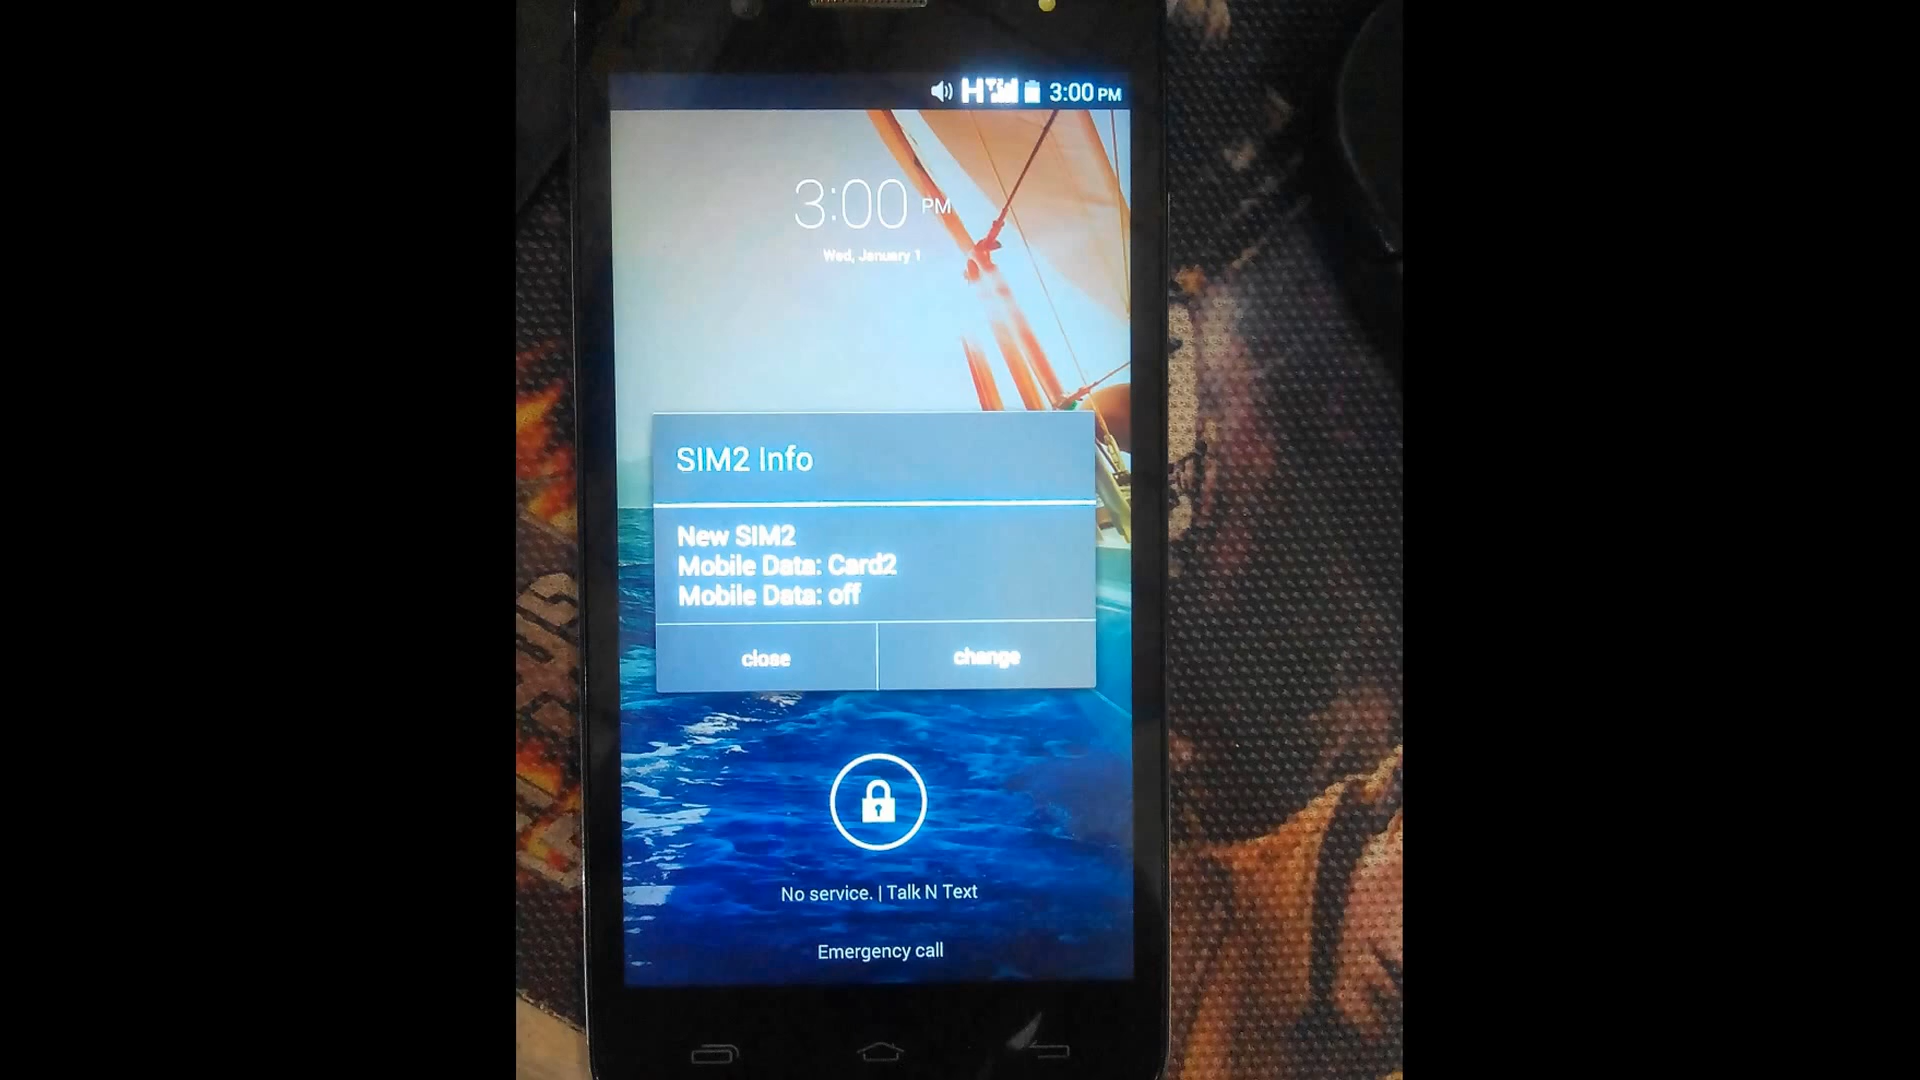 H 3:00 PM
3:00 PM
Wed, January 1
SIM2 Info
New SIM2
Mobile Data: Card2
Mobile Data: off
close change
No service. | Talk N Text
Emergency call